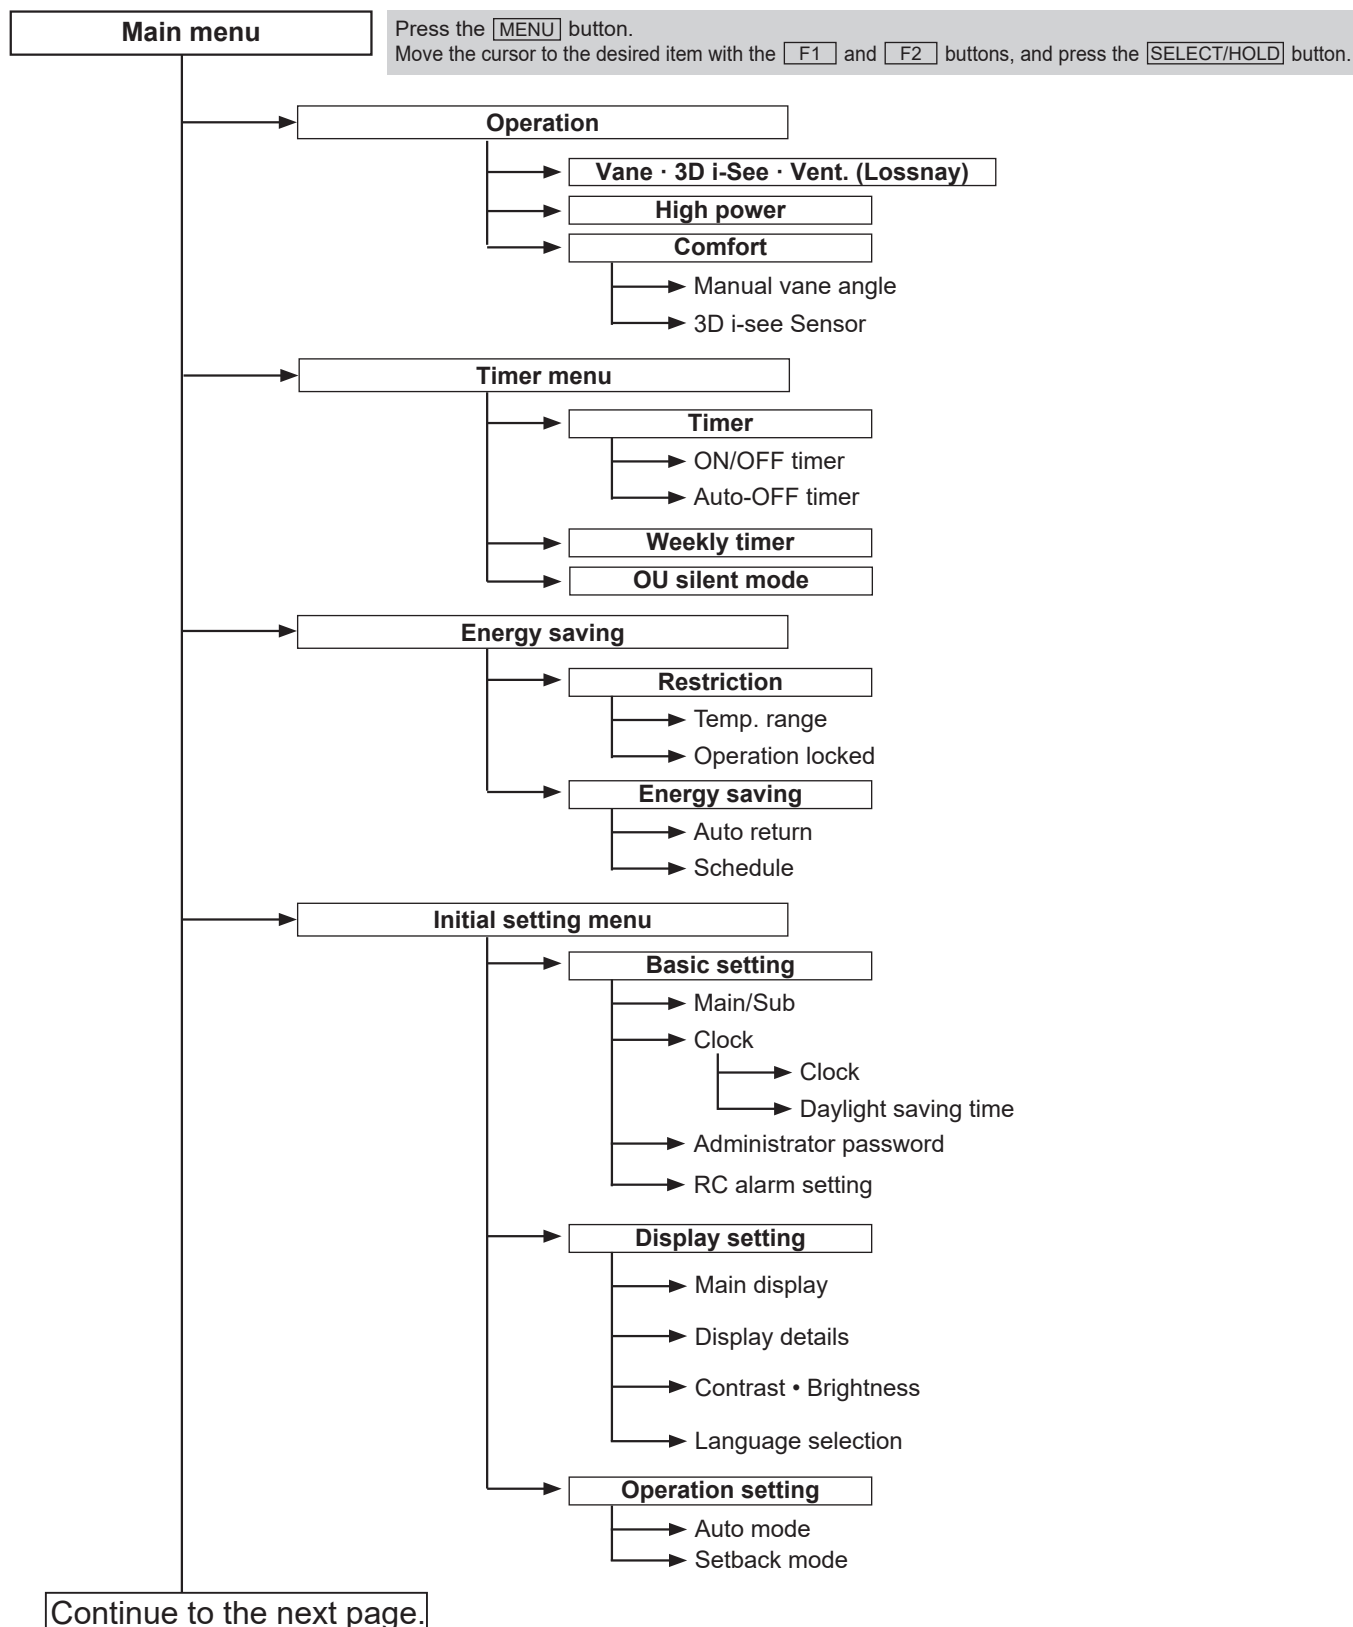 Main menu
Press the MENU button.
Move the cursor to the desired item with the F1 and F2 buttons, and press the SELECT/HOLD button.
Operation
Vane · 3D i-See · Vent. (Lossnay)
High power
Comfort
Manual vane angle
3D i-see Sensor
Timer menu
Timer
ON/OFF timer
Auto-OFF timer
Weekly timer
OU silent mode
Energy saving
Restriction
Temp. range
Operation locked
Energy saving
Auto return
Schedule
Initial setting menu
Basic setting
Main/Sub
Clock
Clock
Daylight saving time
Administrator password
RC alarm setting
Display setting
Main display
Display details
Contrast • Brightness
Language selection
Operation setting
Auto mode
Setback mode
Continue to the next page.